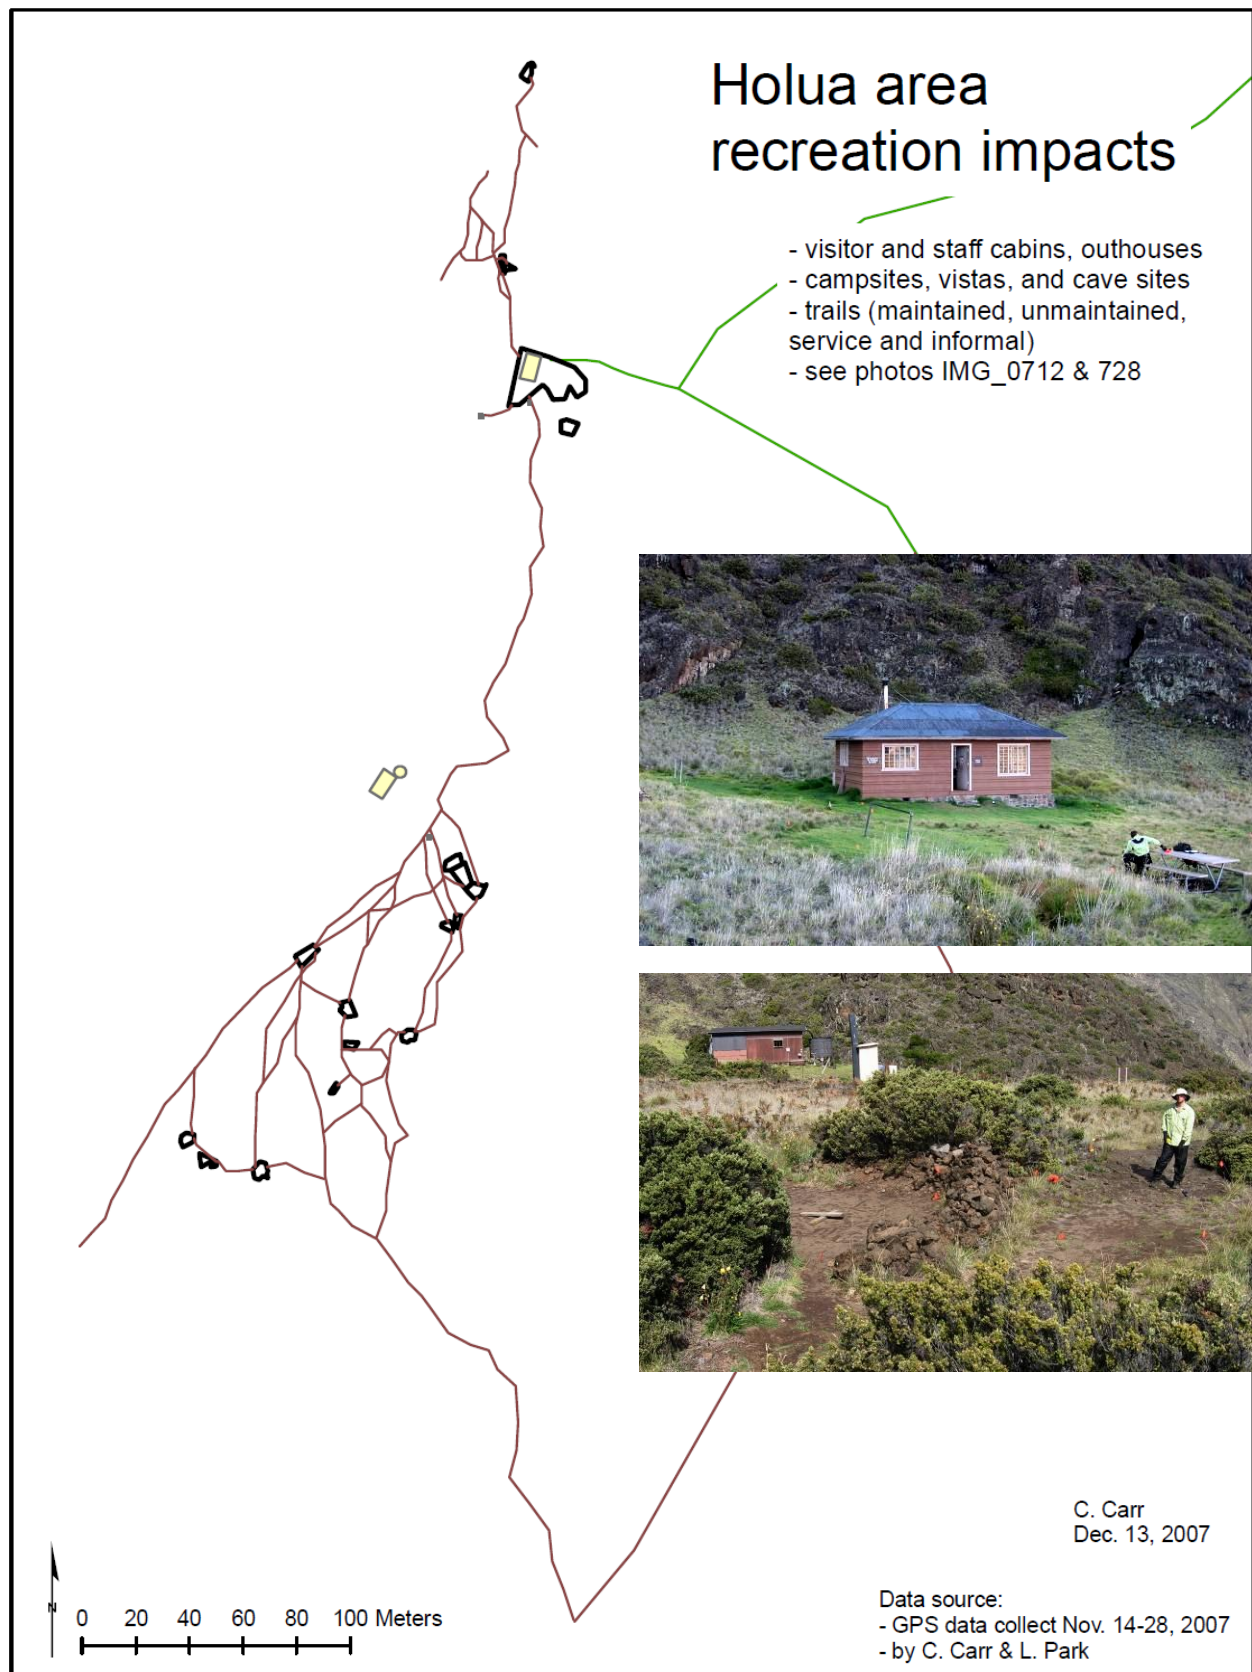 Holua area
recreation impacts
- visitor and staff cabins, outhouses
- campsites, vistas, and cave sites
- trails (maintained, unmaintained,
service and informal)
- see photos IMG_0712 & 728
C. Carr
Dec. 13, 2007
N
0 20 40 60 80 100 Meters
Data source:
- GPS data collect Nov. 14-28, 2007
- by C. Carr & L. Park